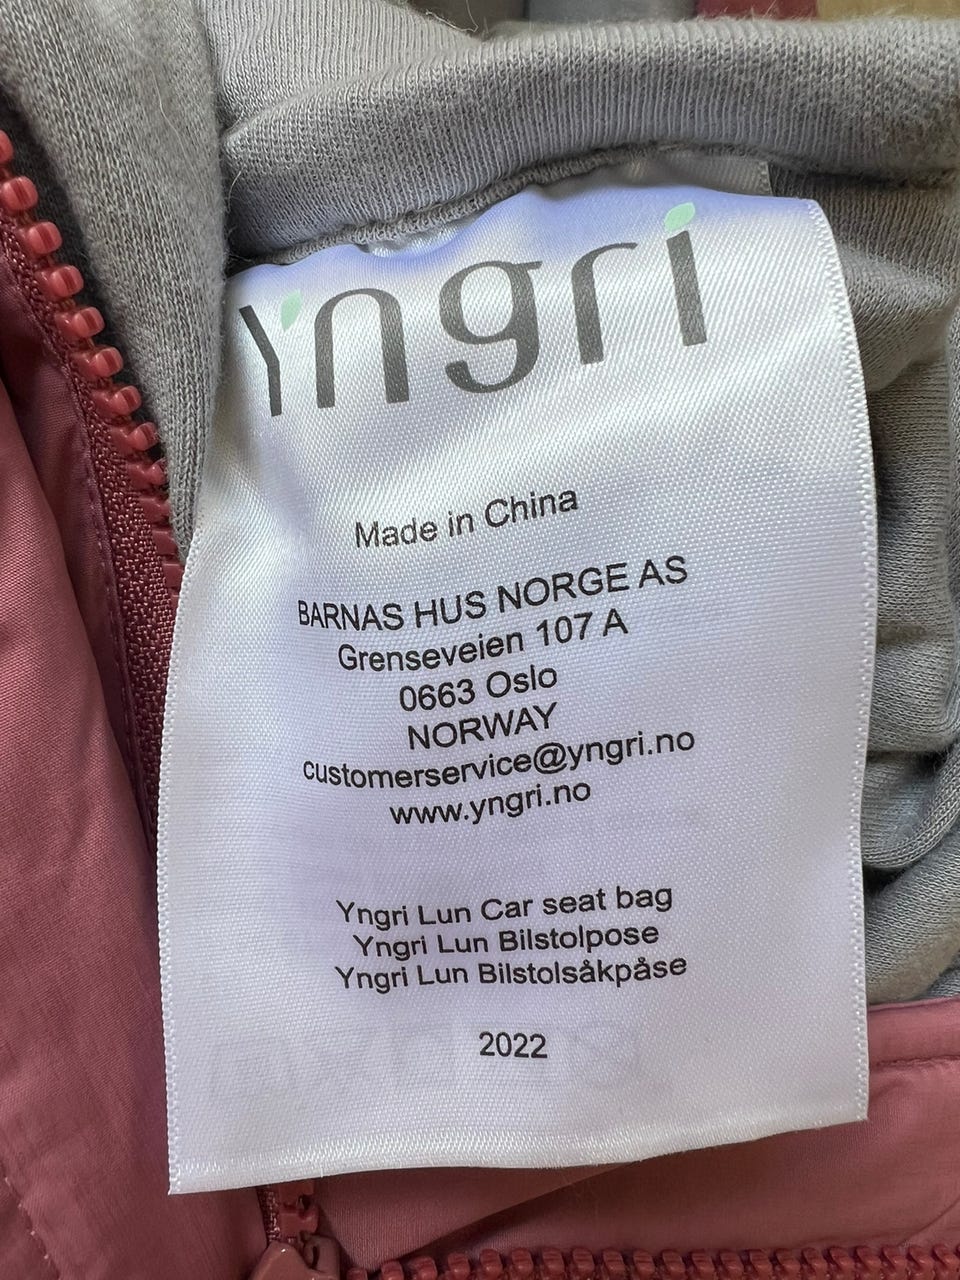 Yngri
Made in China
BARNAS HUS NORGE AS
Grenseveien 107 A
0663 Oslo
NORWAY
customerservice@yngri.no
www.yngri.no
Yngri Lun Car seat bag
Yngri Lun Bilstolpose
Yngri Lun Bilstolsåkpåse
2022